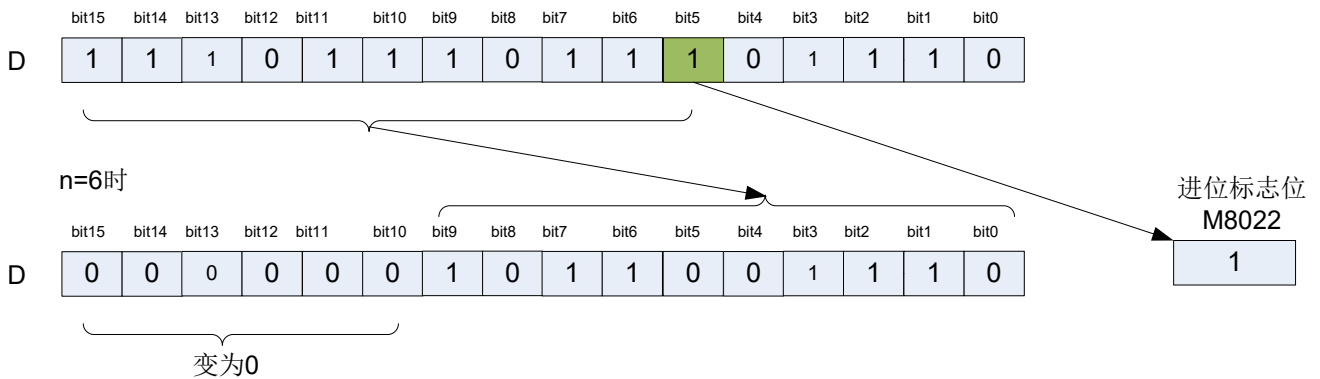 bit15 bit14 bit13 bit12 bit11 bit10 bit9 bit8 bit7 bit6 bit5 bit4 bit3 bit2 bit1 bit0
D 1 1 1 0 1 1 1 0 1 1 1 0 1 1 1 0
n=6时
进位标志位
M8022
bit15 bit14 bit13 bit12 bit11 bit10 bit9 bit8 bit7 bit6 bit5 bit4 bit3 bit2 bit1 bit0
D 0 0 0 0 0 0 1 0 1 1 0 0 1 1 1 0
1
变为0